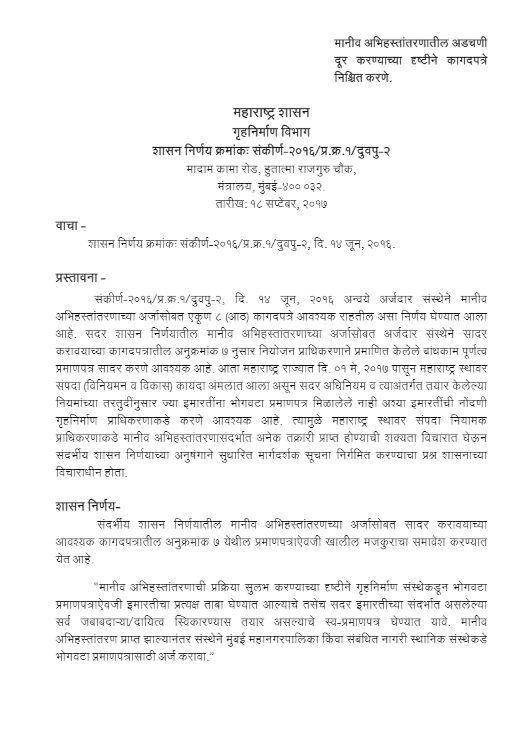 मानीव अभिहस्तांतरणातील अडचणी
दूर करण्याच्या दृष्टीने कागदपत्रे
निश्चित करणे.
महाराष्ट्र शासन
गृहनिर्माण विभाग
शासन निर्णय क्रमांकः संकीर्ण-२०१६/प्र.क्र.१/दुवपु-२
मादाम कामा रोड, हुतात्मा राजगुरु चौक,
मंत्रालय, मुंबई-४०० ०३२.
तारीख: १८ सप्टेंबर, २०१७
वाचा -
शासन निर्णय क्रमांकः संकीर्ण-२०१६/प्र.क्र.१/दुवपु-२, दि. १४ जून, २०१६.
प्रस्तावना -
संकीर्ण-२०१६/प्र.क्र.१/दुवपु-२, दि. १४ जून, २०१६ अन्वये अर्जदार संस्थेने मानीव
अभिहस्तांतरणाच्या अर्जासोबत एकूण ८ (आठ) कागदपत्रे आवश्यक राहतील असा निर्णय घेण्यात आला
आहे. सदर शासन निर्णयातील मानीव अभिहस्तांतरणाच्या अर्जासोबत अर्जदार संस्थेने सादर
करावयाच्या कागदपत्रातील अनुक्रमांक ७ नुसार नियोजन प्राधिकरणाने प्रमाणित केलेले बांधकाम पूर्णत्व
प्रमाणपत्र सादर करणे आवश्यक आहे. आता महाराष्ट्र राज्यात दि. ०१ मे, २०१७ पासून महाराष्ट्र स्थावर
संपदा (विनियमन व विकास) कायदा अंमलात आला असून सदर अधिनियम व त्याअंतर्गत तयार केलेल्या
नियमांच्या तरतुदींनुसार ज्या इमारतींना भोगवटा प्रमाणपत्र मिळालेले नाही अश्या इमारतींची नोंदणी
गृहनिर्माण प्राधिकरणाकडे करणे आवश्यक आहे. त्यामुळे महाराष्ट्र स्थावर संपदा नियामक
प्राधिकरणाकडे मानीव अभिहस्तांतरणासंदर्भात अनेक तक्रारी प्राप्त होण्याची शक्यता विचारात घेऊन
संदर्भीय शासन निर्णयाच्या अनुषंगाने सुधारित मार्गदर्शक सूचना निर्गमित करण्याचा प्रश्न शासनाच्या
विचाराधीन होता.
शासन निर्णय-
संदर्भीय शासन निर्णयातील मानीव अभिहस्तांतरणच्या अर्जासोबत सादर करावयाच्या
आवश्यक कागदपत्रातील अनुक्रमांक ७ येथील प्रमाणपत्राऐवजी खालील मजकुराचा समावेश करण्यात
येत आहे.
"मानीव अभिहस्तांतरणाची प्रक्रिया सुलभ करण्याच्या दृष्टीने गृहनिर्माण संस्थेकडून भोगवटा
प्रमाणपत्राऐवजी इमारतीचा प्रत्यक्ष ताबा घेण्यात आल्याचे तसेच सदर इमारतीच्या संदर्भात असलेल्या
सर्व जबाबदाऱ्या/दायित्व स्विकारण्यास तयार असल्याचे स्व-प्रमाणपत्र घेण्यात यावे. मानीव
अभिहस्तांतरण प्राप्त झाल्यानंतर संस्थेने मुंबई महानगरपालिका किंवा संबंधित नागरी स्थानिक संस्थेकडे
भोगवटा प्रमाणपत्रासाठी अर्ज करावा."